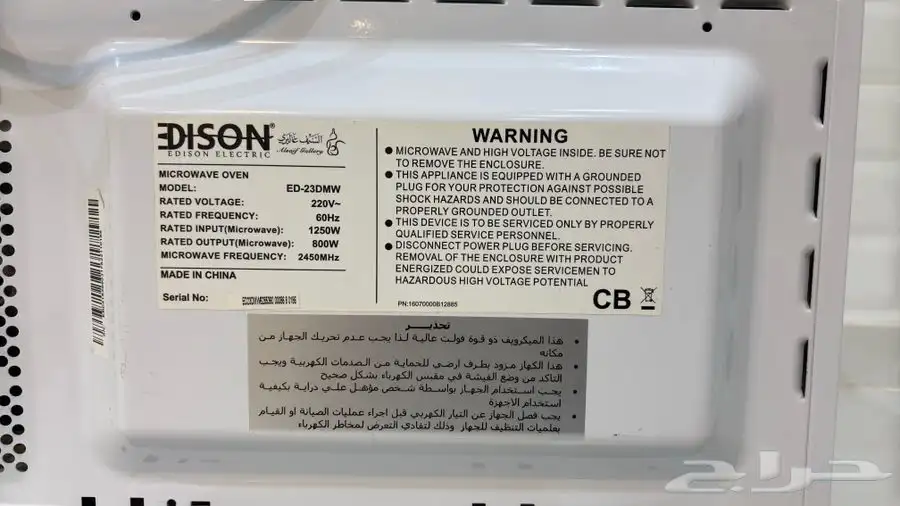 EDISON®
EDISON ELECTRIC
السيف غاليري
Alsaif Gallery
MICROWAVE OVEN
MODEL: ED-23DMW
RATED VOLTAGE: 220V~
RATED FREQUENCY: 60Hz
RATED INPUT(Microwave): 1250W
RATED OUTPUT(Microwave): 800W
MICROWAVE FREQUENCY: 2450MHz
MADE IN CHINA
Serial No:
WARNING
● MICROWAVE AND HIGH VOLTAGE INSIDE. BE SURE NOT
TO REMOVE THE ENCLOSURE.
● THIS APPLIANCE IS EQUIPPED WITH A GROUNDED
PLUG FOR YOUR PROTECTION AGAINST POSSIBLE
SHOCK HAZARDS AND SHOULD BE CONNECTED TO A
PROPERLY GROUNDED OUTLET.
● THIS DEVICE IS TO BE SERVICED ONLY BY PROPERLY
QUALIFIED SERVICE PERSONNEL.
● DISCONNECT POWER PLUG BEFORE SERVICING.
REMOVAL OF THE ENCLOSURE WITH PRODUCT
ENERGIZED COULD EXPOSE SERVICEMEN TO
HAZARDOUS HIGH VOLTAGE POTENTIAL
PN:16070000B12885
CB
تحذيـــر
• هذا الميكرويف ذو قوة فولت عالية لذا يجب عدم تحريك الجهاز من
مكانه
• هذا الكهاز مزود بطرف ارضي للحماية من الصدمات الكهربية ويجب
التاكد من وضع الفيشة في مقبس الكهرباء بشكل صحيح
• يجب استخدام الجهاز بواسطة شخص مؤهل علي دراية بكيفية
استخدام الاجهزة
• يجب فصل الجهاز عن التيار الكهربي قبل اجراء عمليات الصيانة او القيام
بعلميات التنظيف للجهاز وذلك لتفادي التعرض لمخاطر الكهرباء
حراج